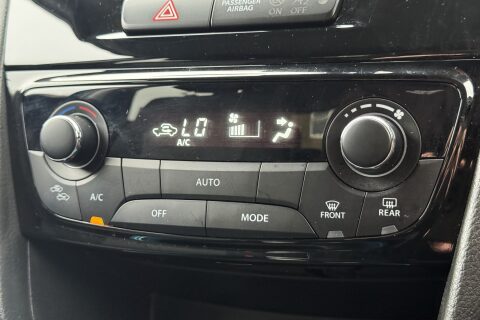 PASSENGER
AIRBAG
ON
OFF
LO
A/C
AUTO
A/C
OFF
MODE
FRONT
REAR